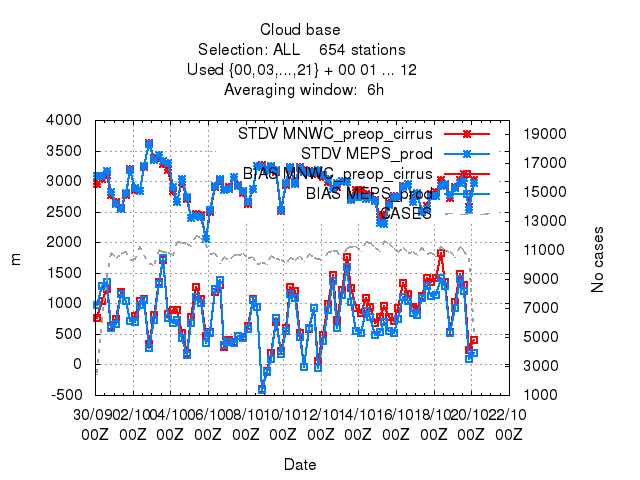 Cloud base
Selection: ALL    654 stations
Used {00,03,...,21} + 00 01 ... 12
Averaging window:  6h
STDV MNWC_preop_cirrus
STDV MEPS_prod
BIAS MNWC_preop_cirrus
BIAS MEPS_prod
CASES
4000
3500
3000
2500
2000
1500
1000
500
0
-500
m
19000
17000
15000
13000
11000
9000
7000
5000
3000
1000
No cases
30/09 02/10 04/10 06/10 08/10 10/10 12/10 14/10 16/10 18/10 20/10 22/10
00Z 00Z 00Z 00Z 00Z 00Z 00Z 00Z 00Z 00Z 00Z 00Z
Date